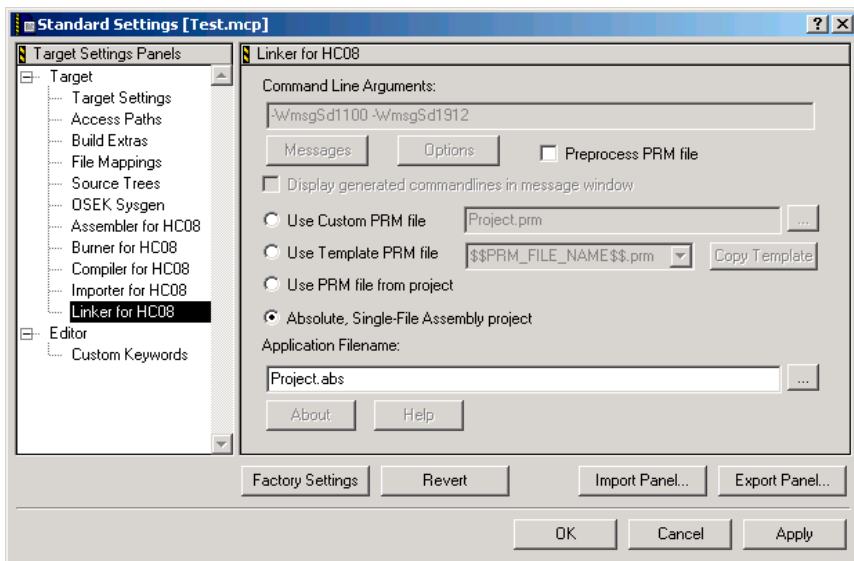 Standard Settings [Test.mcp]
Target Settings Panels
Target
Target Settings
Access Paths
Build Extras
File Mappings
Source Trees
OSEK Sysgen
Assembler for HC08
Burner for HC08
Compiler for HC08
Importer for HC08
Linker for HC08
Editor
Custom Keywords
Linker for HC08
Command Line Arguments:
-WmsgSd1100 -WmsgSd1912
Messages Options Preprocess PRM file
Display generated commandlines in message window
Use Custom PRM file Project.prm ...
Use Template PRM file $$PRM_FILE_NAME$$.prm Copy Template
Use PRM file from project
Absolute, Single-File Assembly project
Application Filename:
Project.abs ...
About Help
Factory Settings Revert Import Panel... Export Panel...
OK Cancel Apply